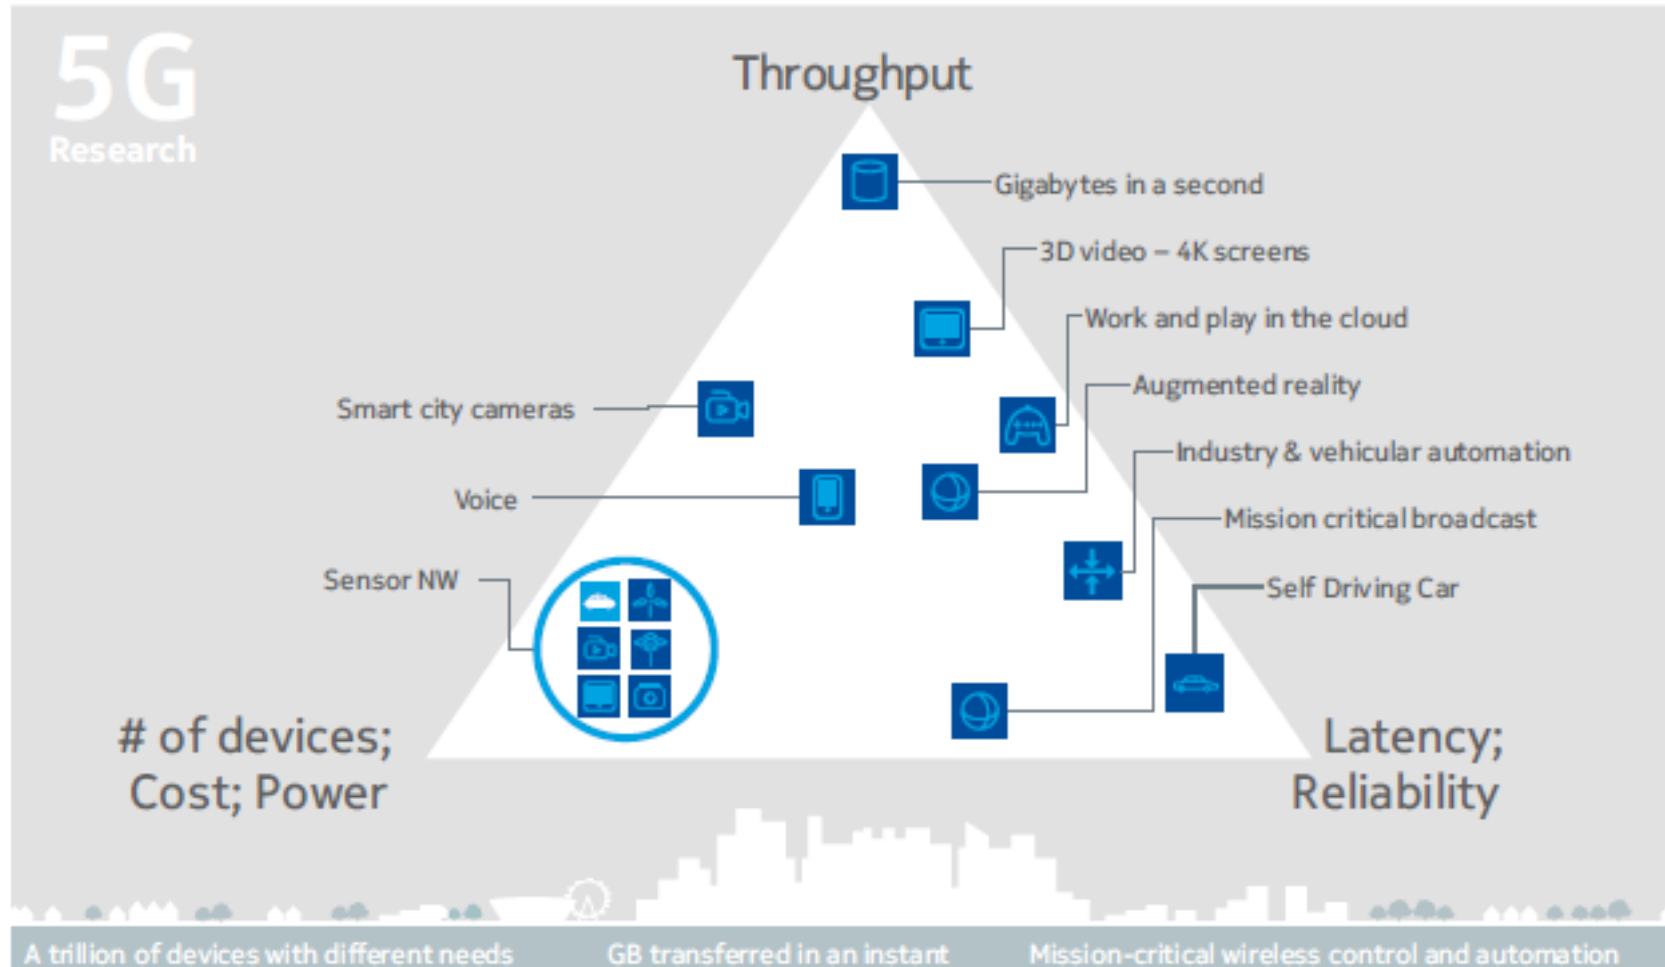 5G
Research
Throughput
Gigabytes in a second
3D video – 4K screens
Work and play in the cloud
Augmented reality
Smart city cameras
Industry & vehicular automation
Voice
Mission critical broadcast
Sensor NW
Self Driving Car
# of devices;
Cost; Power
Latency;
Reliability
A trillion of devices with different needs
GB transferred in an instant
Mission-critical wireless control and automation